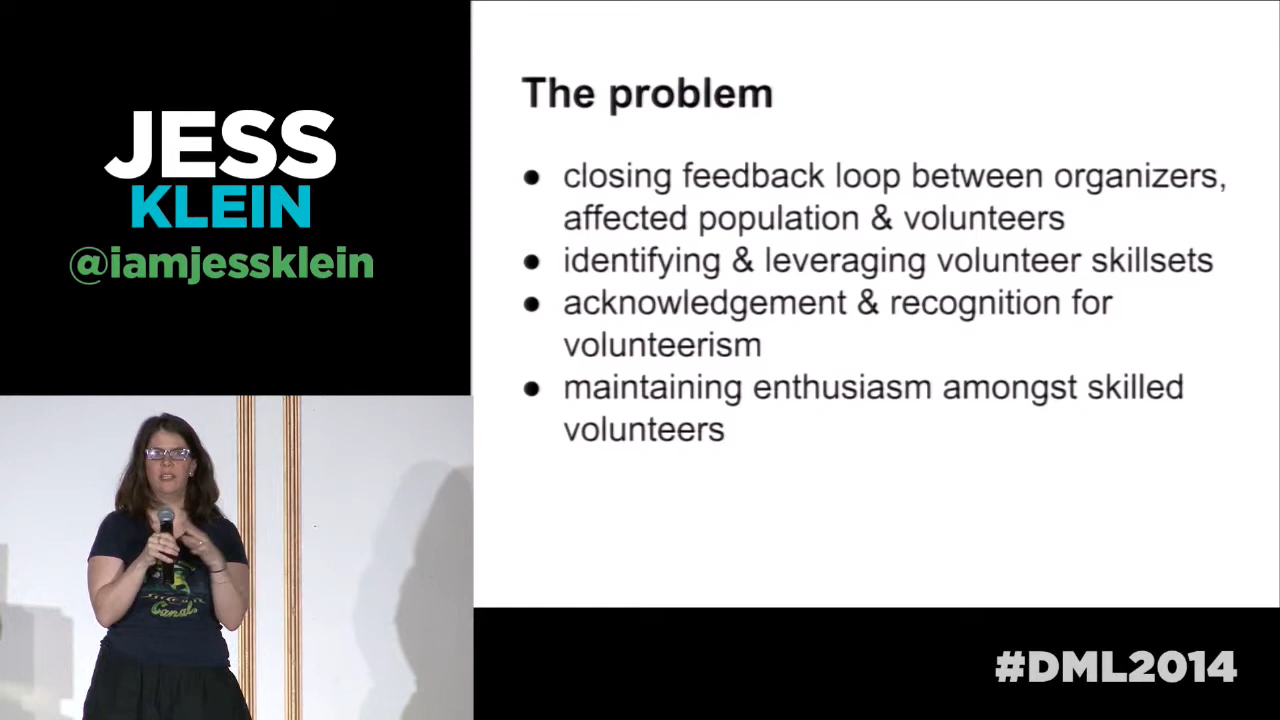 JESS
KLEIN
@iamjessklein
The problem
● closing feedback loop between organizers,
affected population & volunteers
● identifying & leveraging volunteer skillsets
● acknowledgement & recognition for
volunteerism
● maintaining enthusiasm amongst skilled
volunteers
Canal
#DML2014